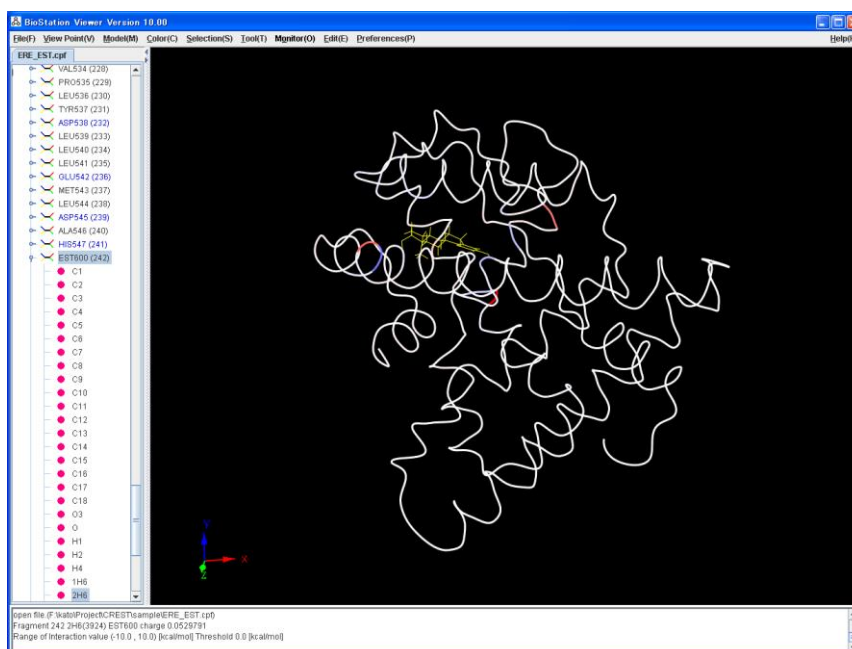 BioStation Viewer Version 10.00
File(F) View Point(V) Model(M) Color(C) Selection(S) Tool(T) Monitor(O) Edit(E) Preferences(P) Help(
ERE_EST.cpf
VAL534 (228)
PRO535 (229)
LEU536 (230)
TYR537 (231)
ASP538 (232)
LEU539 (233)
LEU540 (234)
LEU541 (235)
GLU542 (236)
MET543 (237)
LEU544 (238)
ASP545 (239)
ALA546 (240)
HIS547 (241)
EST600 (242)
C1
C2
C3
C4
C5
C6
C7
C8
C9
C10
C11
C12
C13
C14
C15
C16
C17
C18
O3
O
H1
H2
H4
1H6
2H6
Y
X
Z
open file.(F:\kato\Project\CREST\sample\ERE_EST.cpf)
Fragment 242 2H6(3924) EST600 charge 0.0529791
Range of Interaction value (-10.0 , 10.0) [kcal/mol] Threshold 0.0 [kcal/mol]